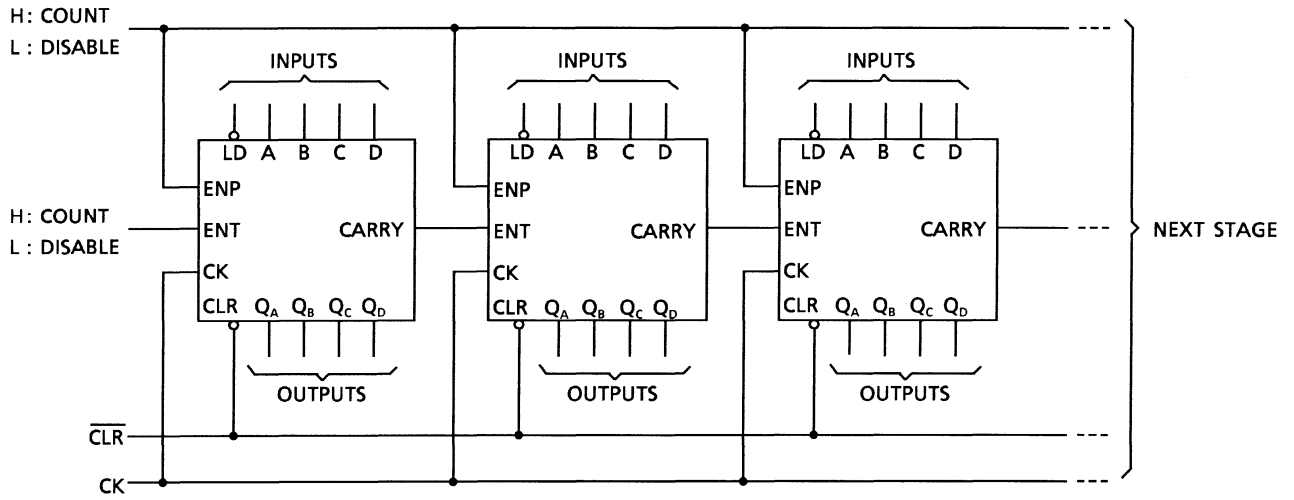 H: COUNT
L : DISABLE
INPUTS INPUTS INPUTS
LD A B C D LD A B C D LD A B C D
ENP ENP ENP
H: COUNT
L : DISABLE
ENT CARRY ENT CARRY ENT CARRY
NEXT STAGE
CK CK CK
CLR QA QB QC QD CLR QA QB QC QD CLR QA QB QC QD
OUTPUTS OUTPUTS OUTPUTS
CLR
CK